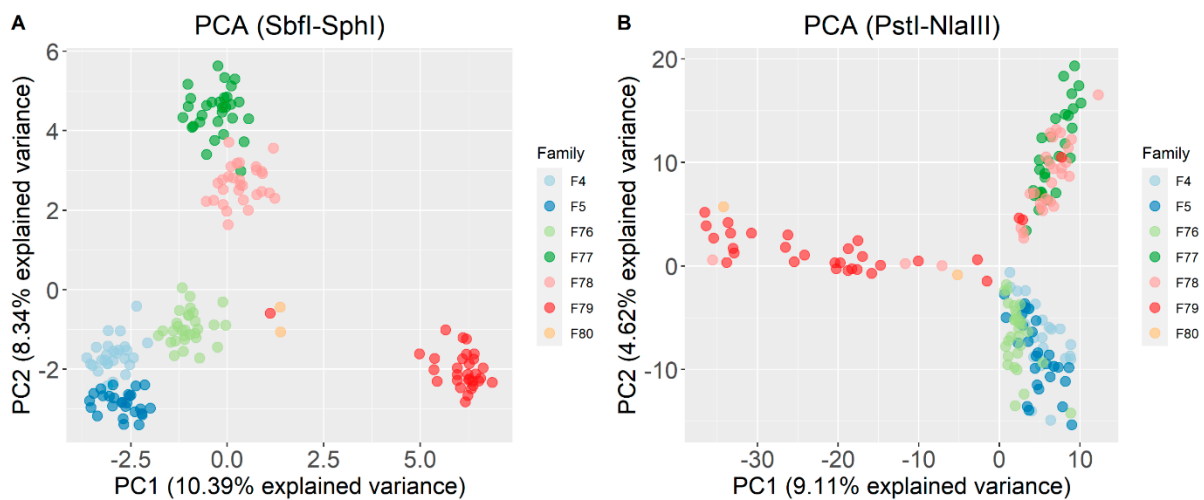 A
PCA (SbfI-SphI)
6
4
2
0
-2
PC2 (8.34% explained variance)
-2.5
0.0
2.5
5.0
PC1 (10.39% explained variance)
Family
F4
F5
F76
F77
F78
F79
F80
B
PCA (PstI-NlaIII)
20
10
0
-10
PC2 (4.62% explained variance)
-30
-20
-10
0
10
PC1 (9.11% explained variance)
Family
F4
F5
F76
F77
F78
F79
F80